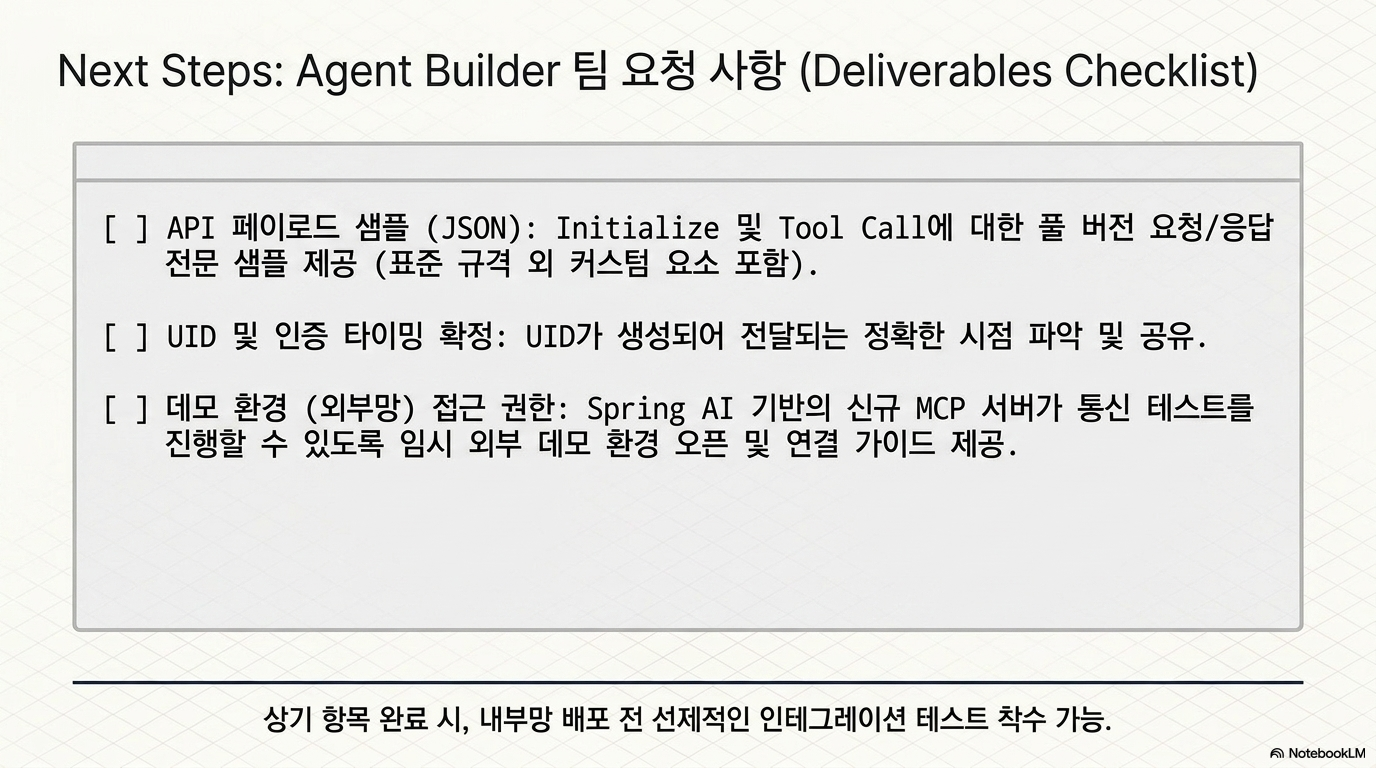 Next Steps: Agent Builder 팀 요청 사항 (Deliverables Checklist)
[ ] API 페이로드 샘플 (JSON): Initialize 및 Tool Call에 대한 풀 버전 요청/응답
전문 샘플 제공 (표준 규격 외 커스텀 요소 포함).
[ ] UID 및 인증 타이밍 확정: UID가 생성되어 전달되는 정확한 시점 파악 및 공유.
[ ] 데모 환경 (외부망) 접근 권한: Spring AI 기반의 신규 MCP 서버가 통신 테스트를
진행할 수 있도록 임시 외부 데모 환경 오픈 및 연결 가이드 제공.
상기 항목 완료 시, 내부망 배포 전 선제적인 인테그레이션 테스트 착수 가능.
NotebookLM